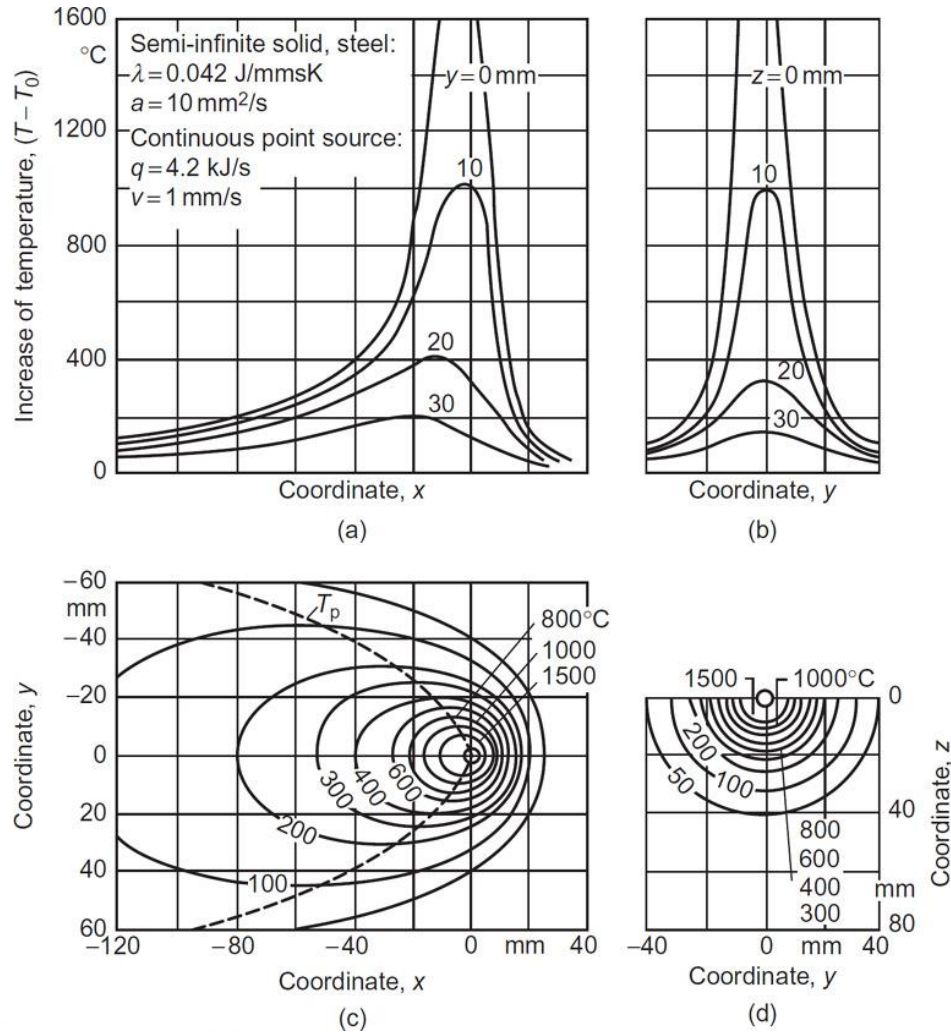 1600
°C
1200
800
400
0
Increase of temperature, (T – T₀)
Semi-infinite solid, steel:
λ = 0.042 J/mmsK
a = 10 mm²/s
Continuous point source:
q = 4.2 kJ/s
v = 1 mm/s
y = 0 mm
10
20
30
Coordinate, x
(a)
z = 0 mm
10
20
30
Coordinate, y
(b)
–60
mm
–40
–20
0
20
40
60
Coordinate, y
Tp
800°C
1000
1500
600
400
300
200
100
–120
–80
–40
0
mm
40
Coordinate, x
(c)
1500
1000°C
200
100
50
800
600
400
300
0
40
mm
80
Coordinate, z
–40
0
mm
40
Coordinate, y
(d)